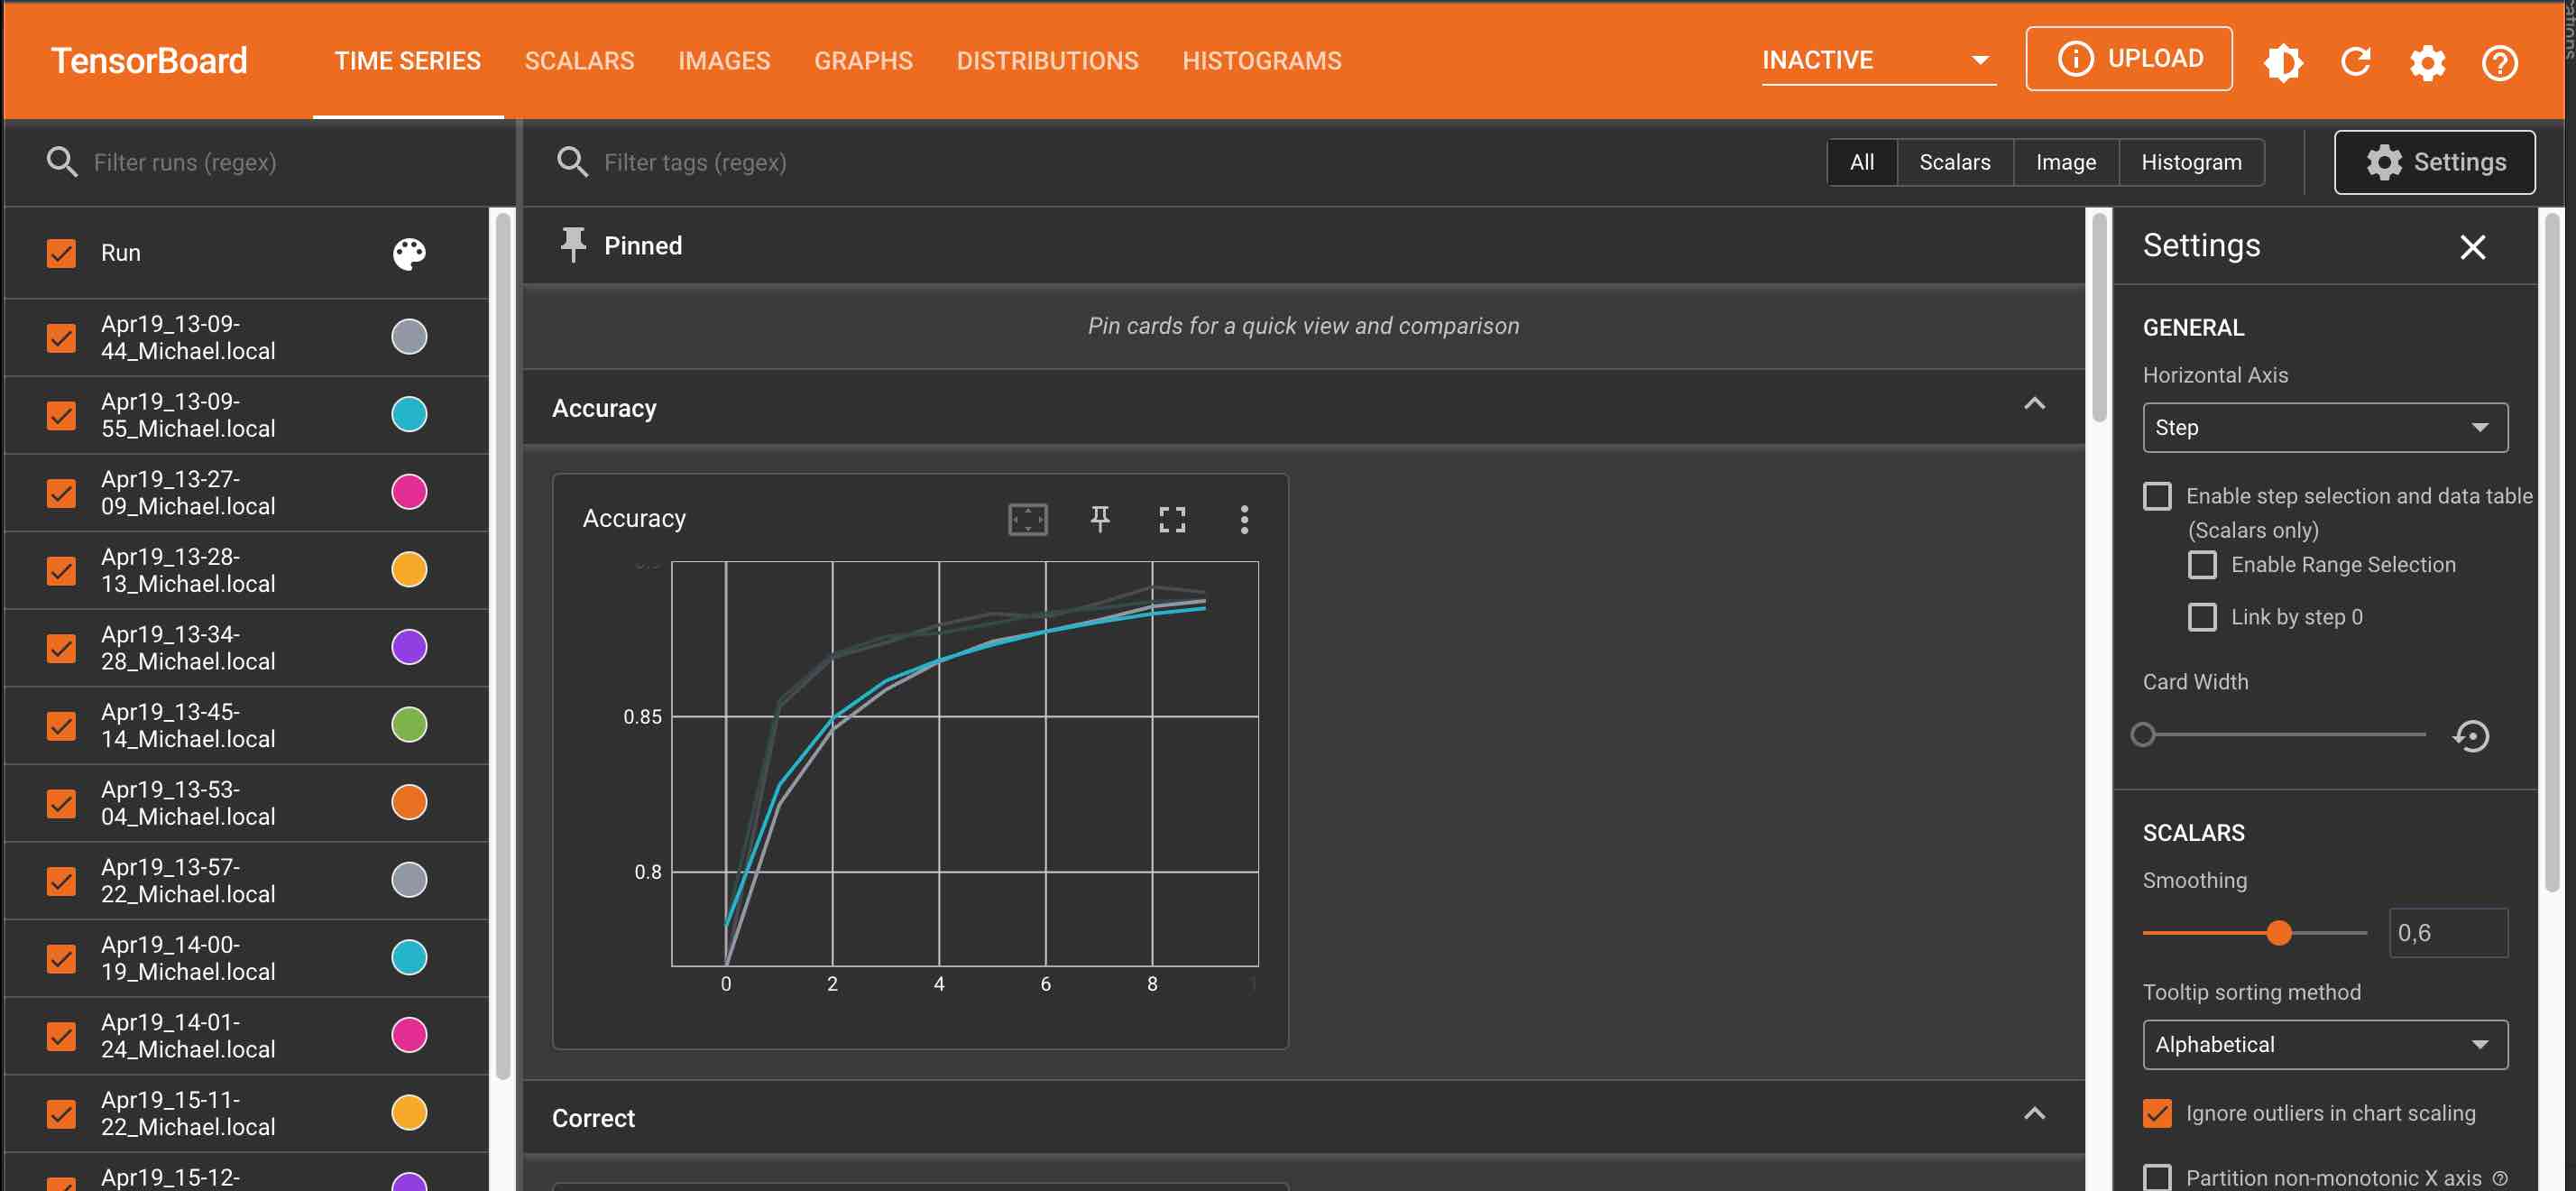 TensorBoard
TIME SERIES
SCALARS
IMAGES
GRAPHS
DISTRIBUTIONS
HISTOGRAMS
INACTIVE
UPLOAD
Filter runs (regex)
Filter tags (regex)
All
Scalars
Image
Histogram
Settings
Run
Apr19_13-09-
44_Michael.local
Apr19_13-09-
55_Michael.local
Apr19_13-27-
09_Michael.local
Apr19_13-28-
13_Michael.local
Apr19_13-34-
28_Michael.local
Apr19_13-45-
14_Michael.local
Apr19_13-53-
04_Michael.local
Apr19_13-57-
22_Michael.local
Apr19_14-00-
19_Michael.local
Apr19_14-01-
24_Michael.local
Apr19_15-11-
22_Michael.local
Apr19_15-12-
Pinned
Pin cards for a quick view and comparison
Accuracy
Accuracy
0.85
0.8
0
2
4
6
8
Correct
Settings
GENERAL
Horizontal Axis
Step
Enable step selection and data table
(Scalars only)
Enable Range Selection
Link by step 0
Card Width
SCALARS
Smoothing
0,6
Tooltip sorting method
Alphabetical
Ignore outliers in chart scaling
Partition non-monotonic X axis